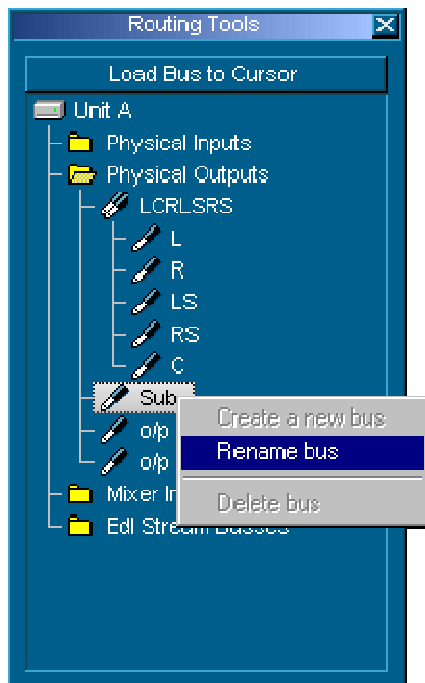 Routing Tools
Load Bus to Cursor
Unit A
Physical Inputs
Physical Outputs
LCRLSRS
L
R
LS
RS
C
Sub
Create a new bus
o/p
Rename bus
o/p
Mixer
Delete bus
Edl Stream Busses